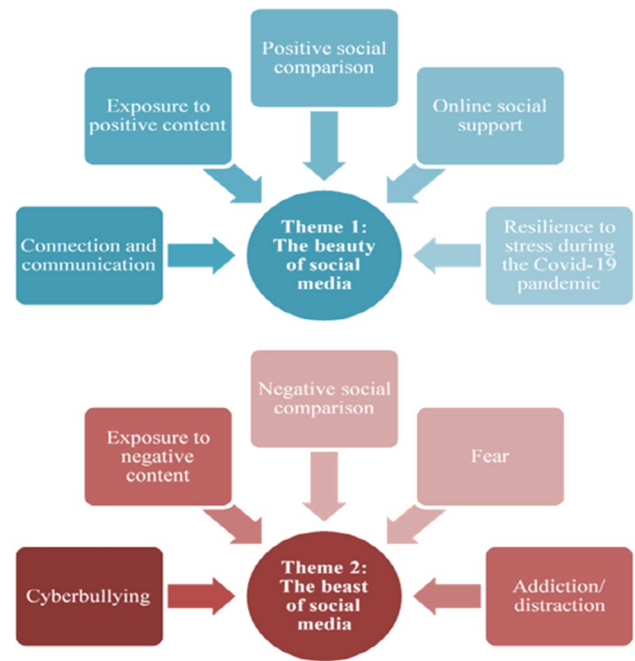 Positive social
comparison
Exposure to
positive content
Online social
support
Connection and
communication
Theme 1:
The beauty
of social
media
Resilience to
stress during
the Covid-19
pandemic
Negative social
comparison
Exposure to
negative
content
Fear
Cyberbullying
Theme 2:
The beast
of social
media
Addiction/
distraction